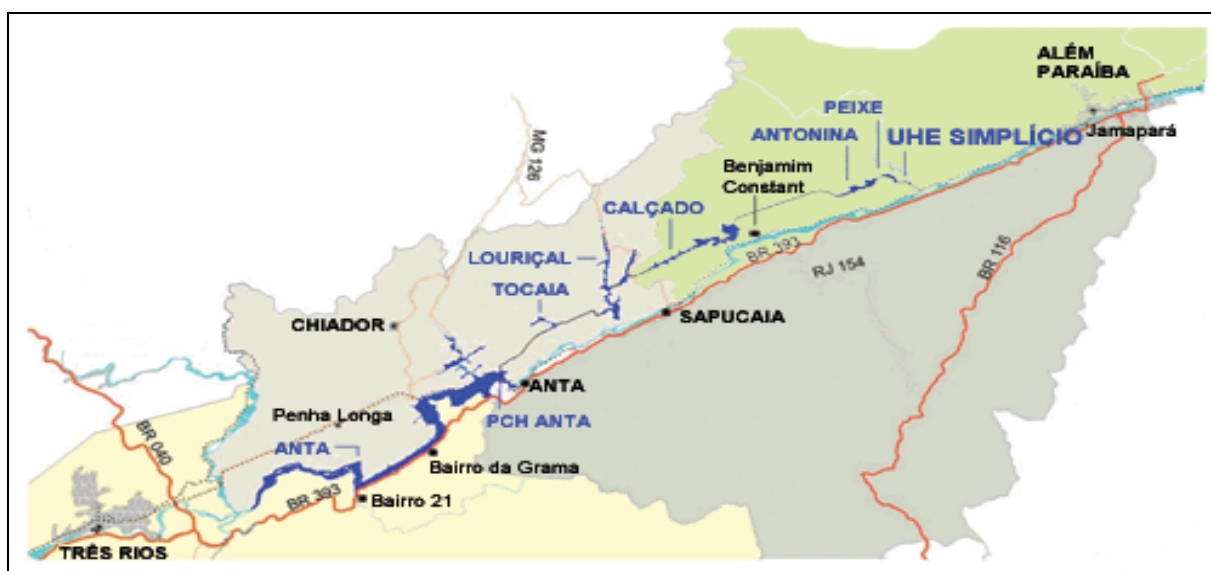 ALÉM
PARAÍBA
PEIXE
ANTONINA
UHE SIMPLÍCIO
Jamapará
MG 126
Benjamim
Constant
CALÇADO
BR 393
LOURIÇAL
RJ 154
BR 116
TOCAIA
CHIADOR
SAPUCAIA
ANTA
Penha Longa
PCH ANTA
ANTA
BR 040
Bairro da Grama
BR 393
Bairro 21
TRÊS RIOS